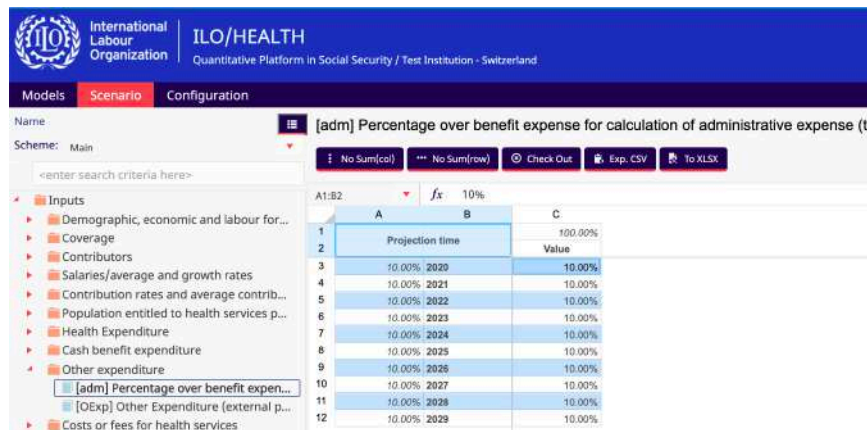 International
Labour
Organization
ILO
ILO/HEALTH
Quantitative Platform in Social Security / Test Institution - Switzerland
Models Scenario Configuration
Name
Scheme: Main
<enter search criteria here>
Inputs
Demographic, economic and labour for...
Coverage
Contributors
Salaries/average and growth rates
Contribution rates and average contrib...
Population entitled to health services p...
Health Expenditure
Cash benefit expenditure
Other expenditure
[adm] Percentage over benefit expen...
[OExp] Other Expenditure (external p...
Costs or fees for health services
[adm] Percentage over benefit expense for calculation of administrative expense (t
No Sum(col) No Sum(row) Check Out Exp. CSV To XLSX
A1:B2 fx 10%
A B C
1 Projection time 100.00%
2 Value
3 10.00% 2020 10.00%
4 10.00% 2021 10.00%
5 10.00% 2022 10.00%
6 10.00% 2023 10.00%
7 10.00% 2024 10.00%
8 10.00% 2025 10.00%
9 10.00% 2026 10.00%
10 10.00% 2027 10.00%
11 10.00% 2028 10.00%
12 10.00% 2029 10.00%